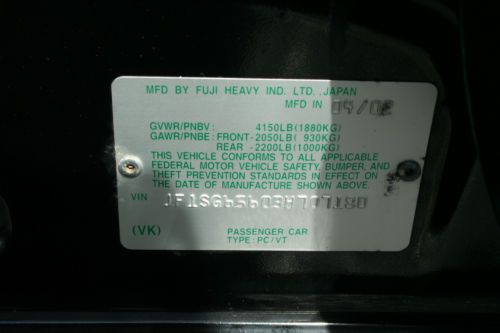 MFD BY FUJI HEAVY IND. LTD., JAPAN
MFD IN 04/02
GVWR/PNBV: 4150LB(1880KG)
GAWR/PNBE: FRONT-2050LB( 930KG)
REAR -2200LB(1000KG)
THIS VEHICLE CONFORMS TO ALL APPLICABLE
FEDERAL MOTOR VEHICLE SAFETY, BUMPER, AND
THEFT PREVENTION STANDARDS IN EFFECT ON
THE DATE OF MANUFACTURE SHOWN ABOVE.
VIN
(VK)
PASSENGER CAR
TYPE: PC/VT